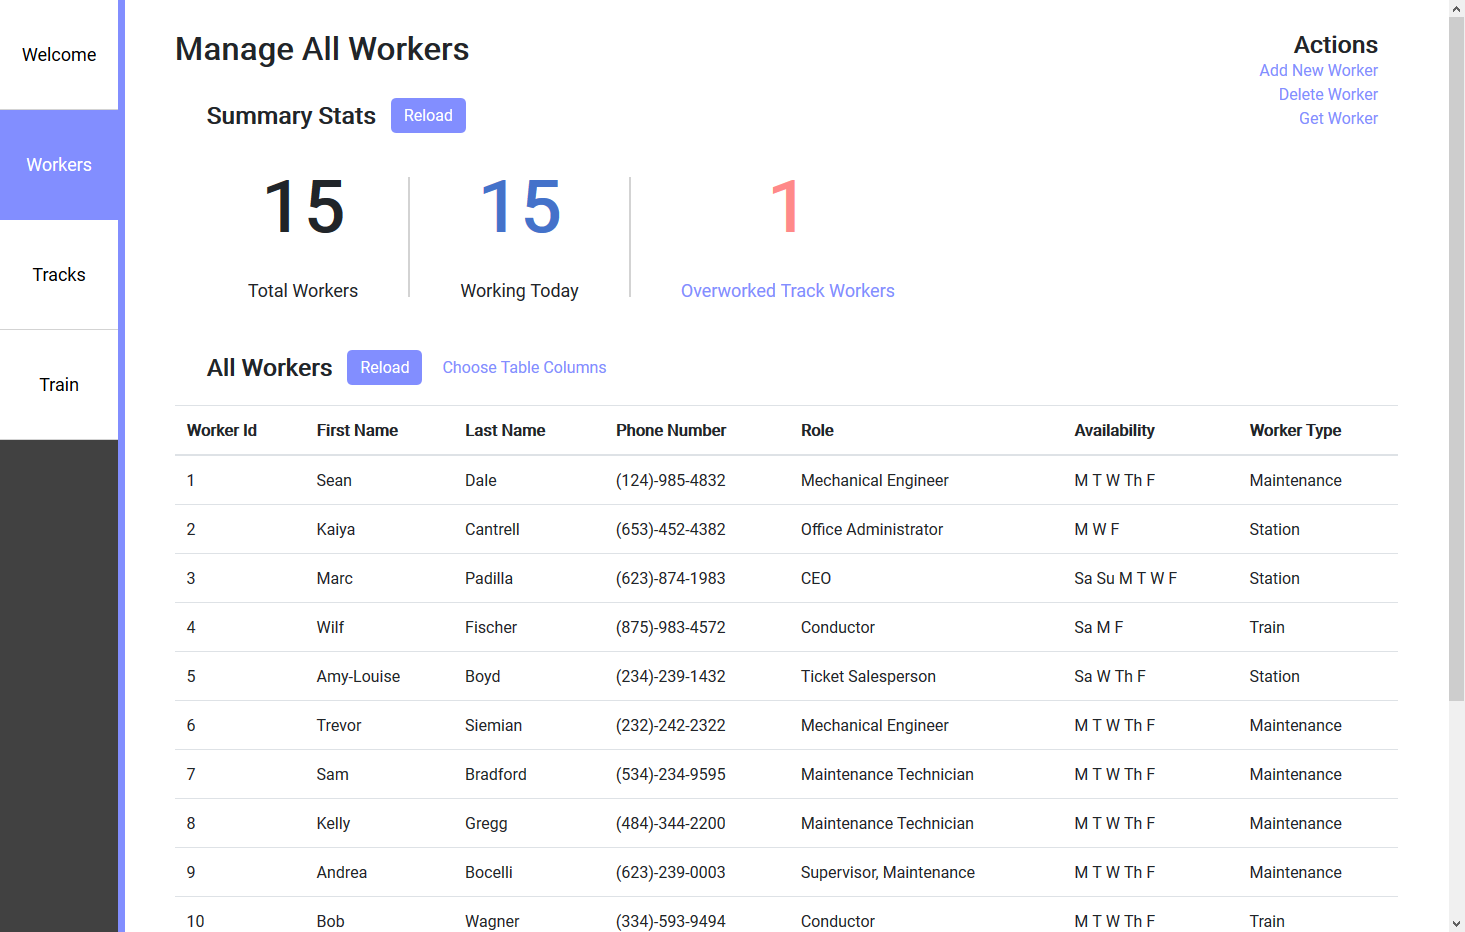 Welcome
Workers
Tracks
Train
Manage All Workers
Actions
Add New Worker
Delete Worker
Get Worker
Summary Stats Reload
15 15 1
Total Workers Working Today Overworked Track Workers
All Workers Reload Choose Table Columns
Worker Id First Name Last Name Phone Number Role Availability Worker Type
1 Sean Dale (124)-985-4832 Mechanical Engineer M T W Th F Maintenance
2 Kaiya Cantrell (653)-452-4382 Office Administrator M W F Station
3 Marc Padilla (623)-874-1983 CEO Sa Su M T W F Station
4 Wilf Fischer (875)-983-4572 Conductor Sa M F Train
5 Amy-Louise Boyd (234)-239-1432 Ticket Salesperson Sa W Th F Station
6 Trevor Siemian (232)-242-2322 Mechanical Engineer M T W Th F Maintenance
7 Sam Bradford (534)-234-9595 Maintenance Technician M T W Th F Maintenance
8 Kelly Gregg (484)-344-2200 Maintenance Technician M T W Th F Maintenance
9 Andrea Bocelli (623)-239-0003 Supervisor, Maintenance M T W Th F Maintenance
10 Bob Wagner (334)-593-9494 Conductor M T W Th F Train